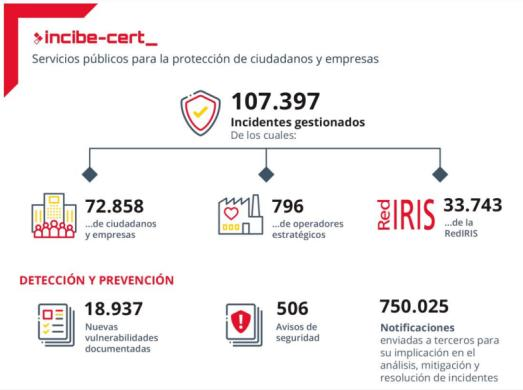 incibe-cert_
Servicios públicos para la protección de ciudadanos y empresas
107.397
Incidentes gestionados
De los cuales:
72.858
...de ciudadanos
y empresas
796
...de operadores
estratégicos
Red IRIS
33.743
...de la
RedIRIS
DETECCIÓN Y PREVENCIÓN
18.937
Nuevas
vulnerabilidades
documentadas
506
Avisos de
seguridad
750.025
Notificaciones
enviadas a terceros para
su implicación en el
análisis, mitigación y
resolución de incidentes